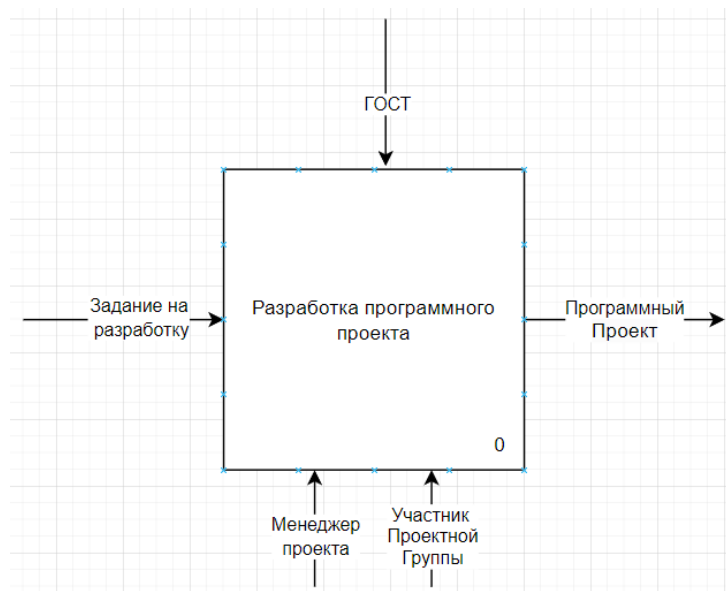 ГОСТ
Задание на
разработку
Разработка программного
проекта
Программный
Проект
0
Менеджер
проекта
Участник
Проектной
Группы